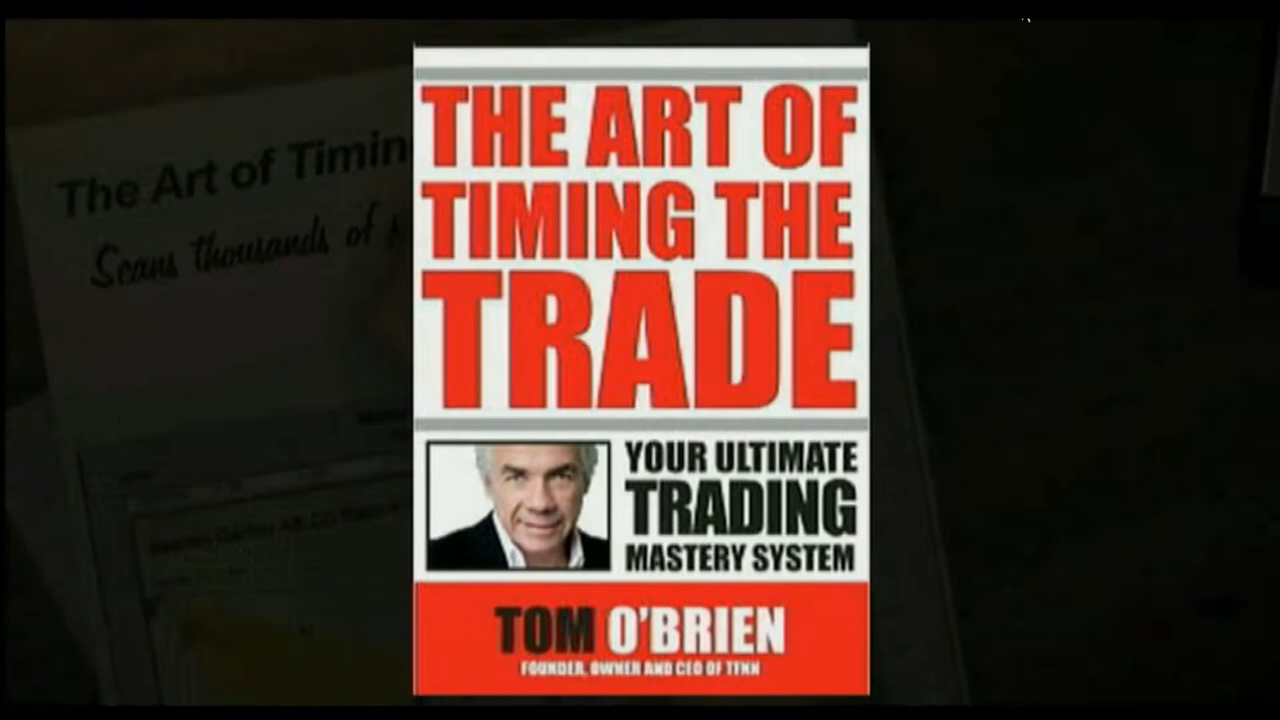 THE ART OF
TIMING THE
TRADE
YOUR ULTIMATE
TRADING
MASTERY SYSTEM
TOM O'BRIEN
FOUNDER, OWNER AND CEO OF TFNN
The Art of Timin
Scans thousands of